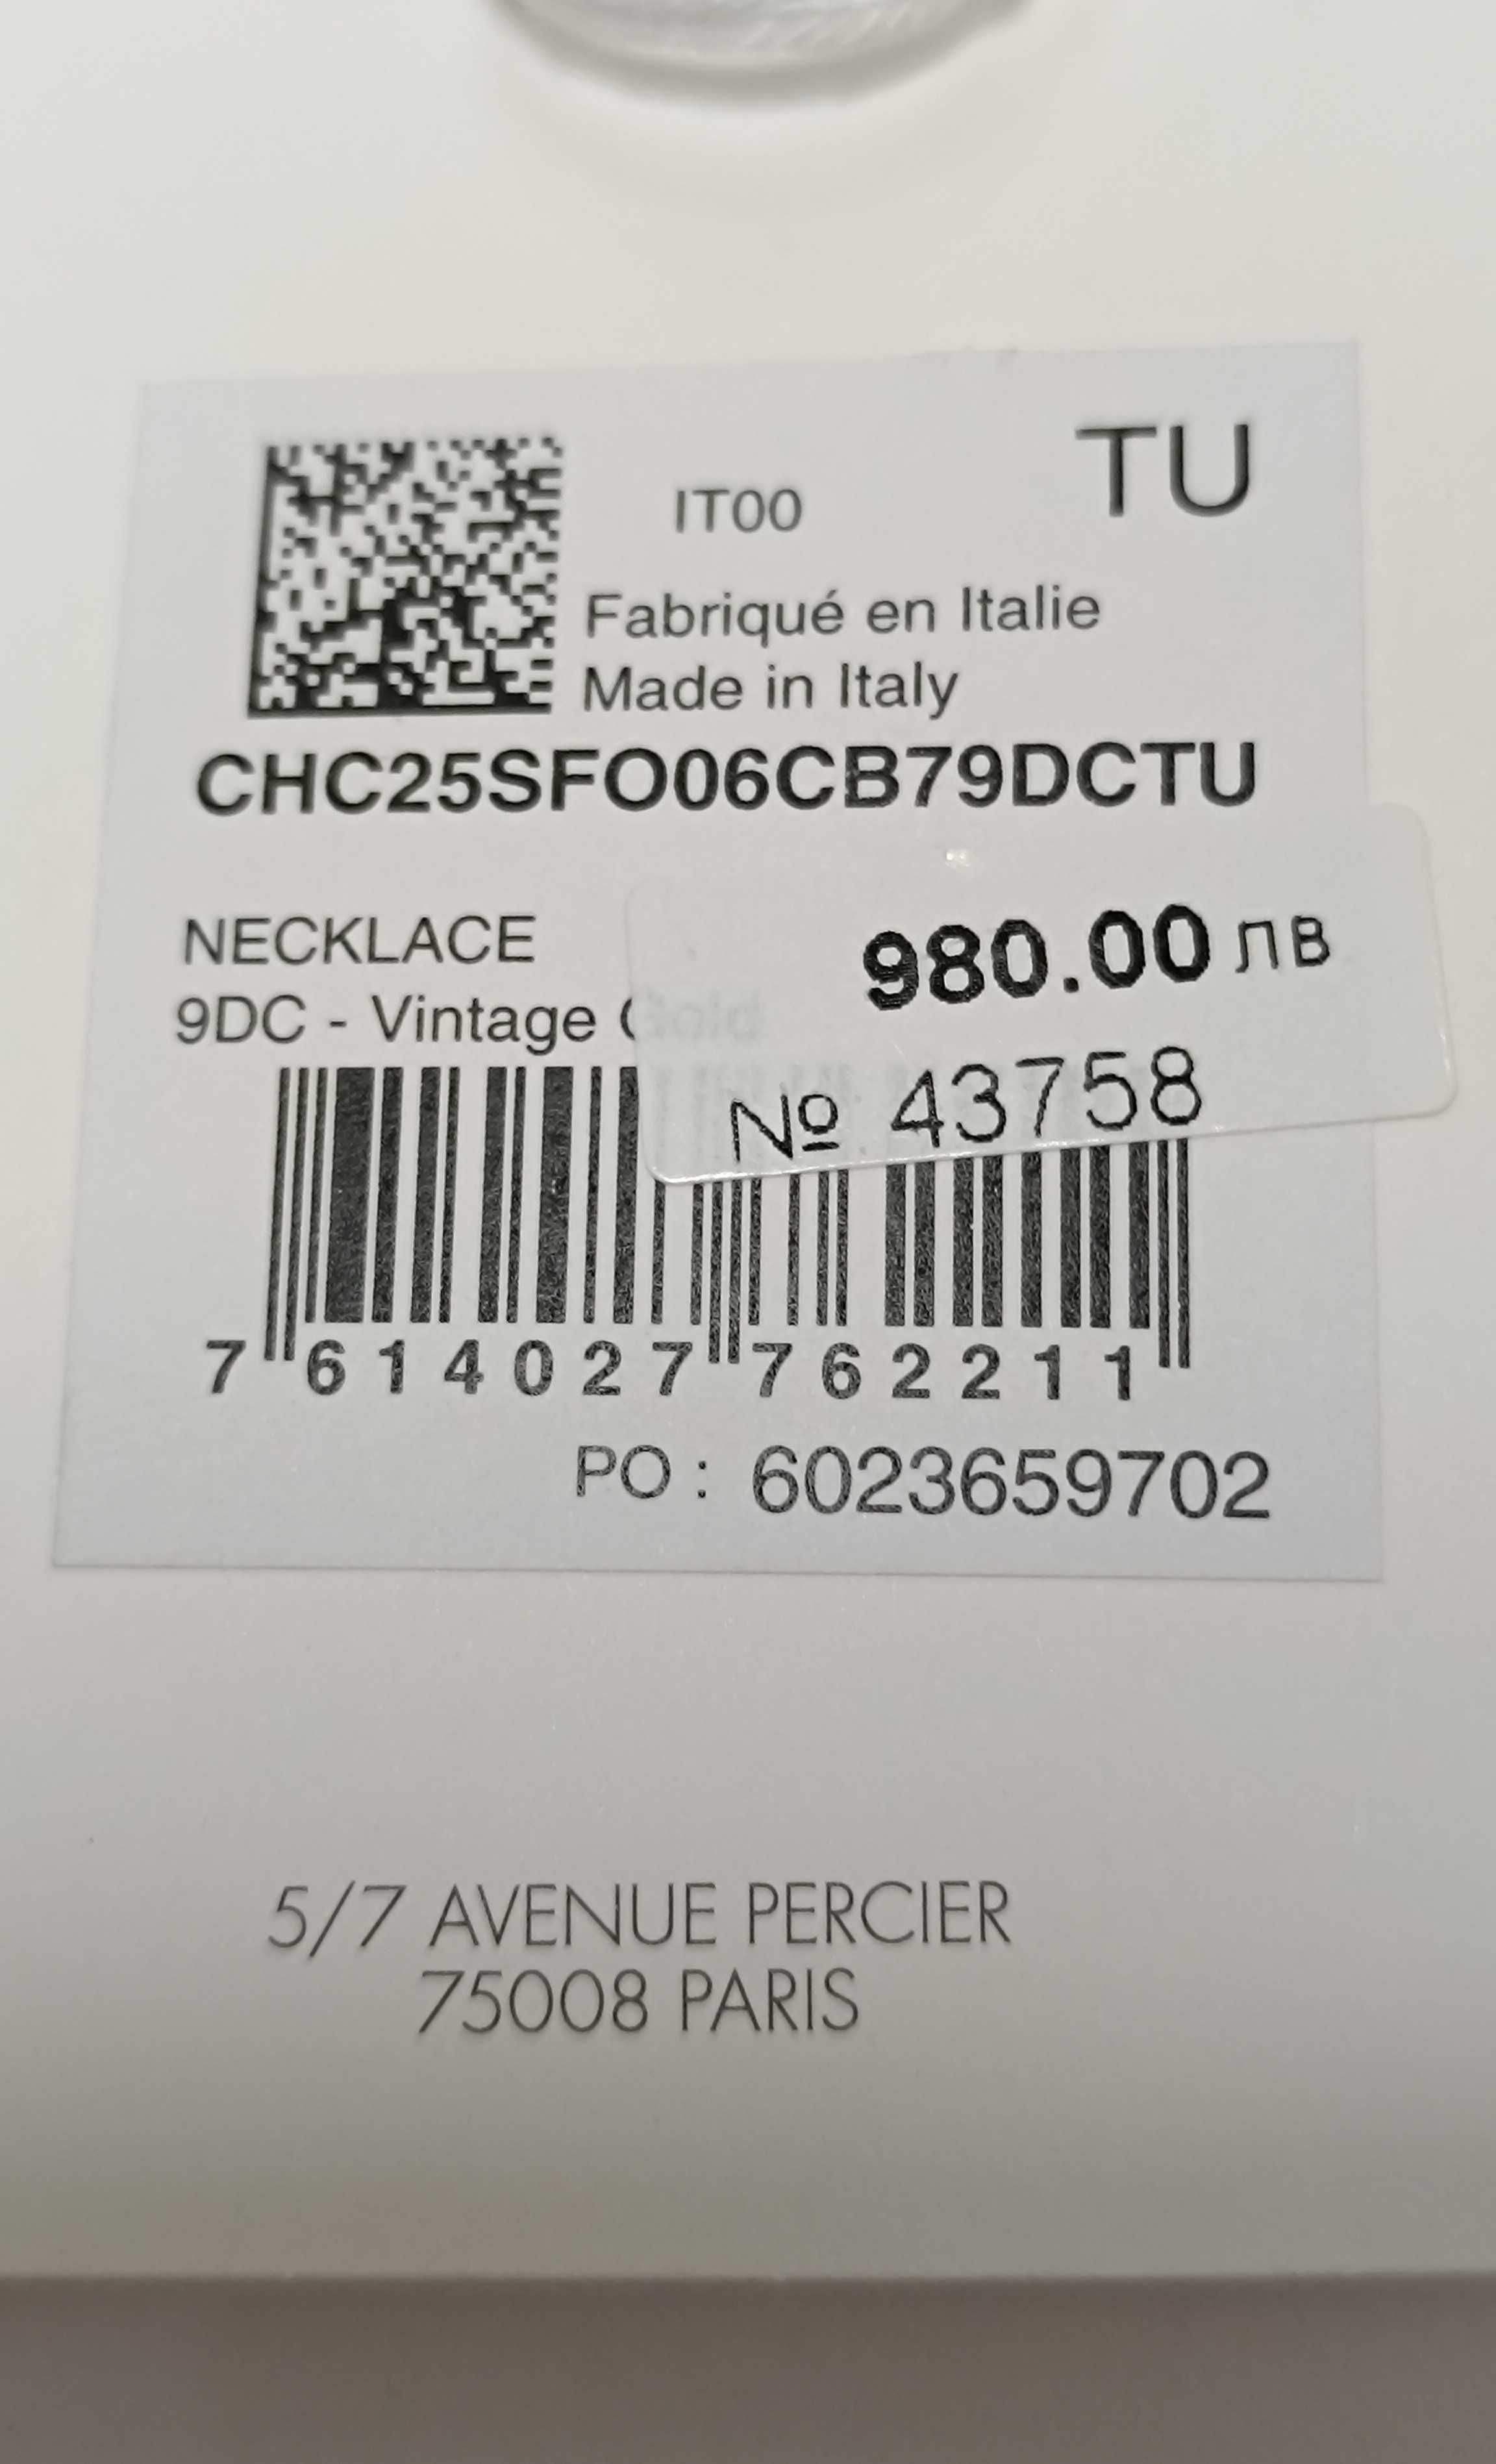 TU
IT00
Fabriqué en Italie
Made in Italy
CHC25SFO06CB79DCTU
NECKLACE
980.00 лв
9DC - Vintage Gold
№ 43758
7 614027 762211
PO : 6023659702
5/7 AVENUE PERCIER
75008 PARIS